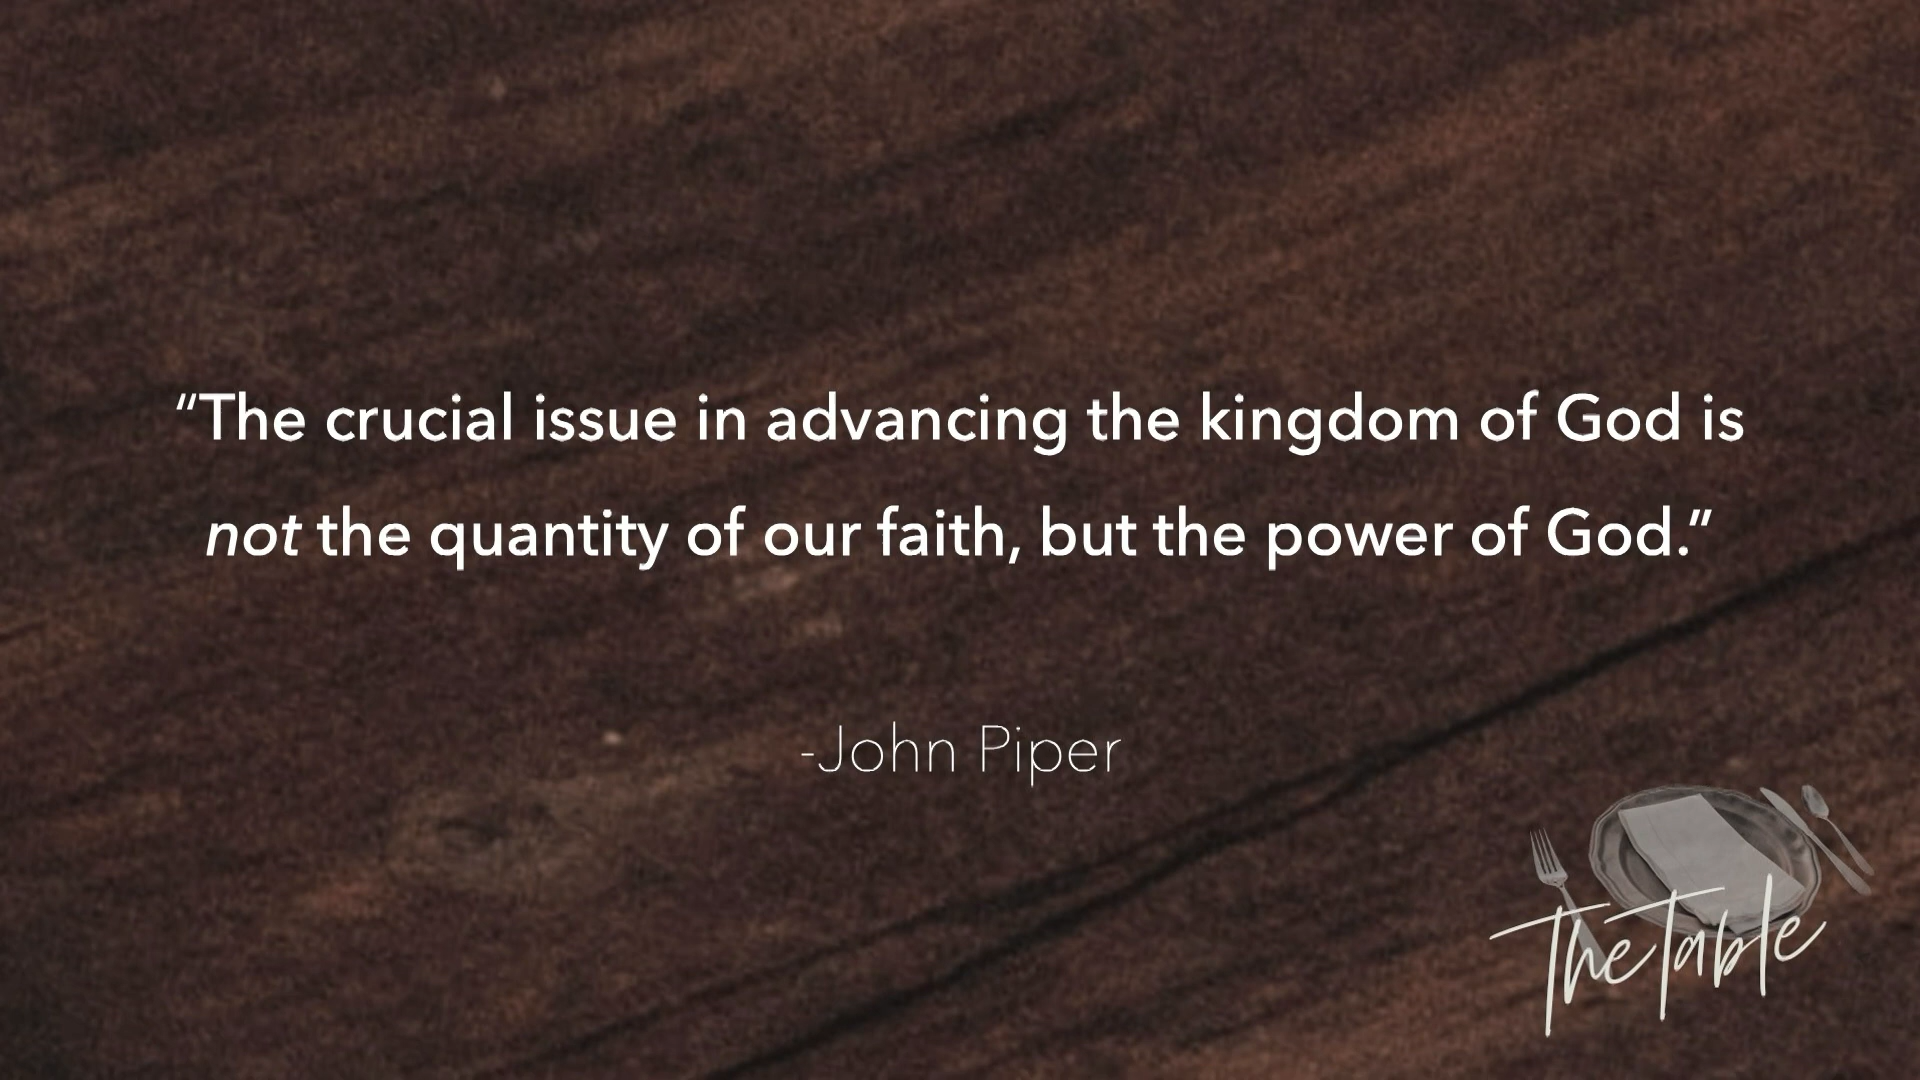 “The crucial issue in advancing the kingdom of God is
not the quantity of our faith, but the power of God.”
-John Piper
The Table